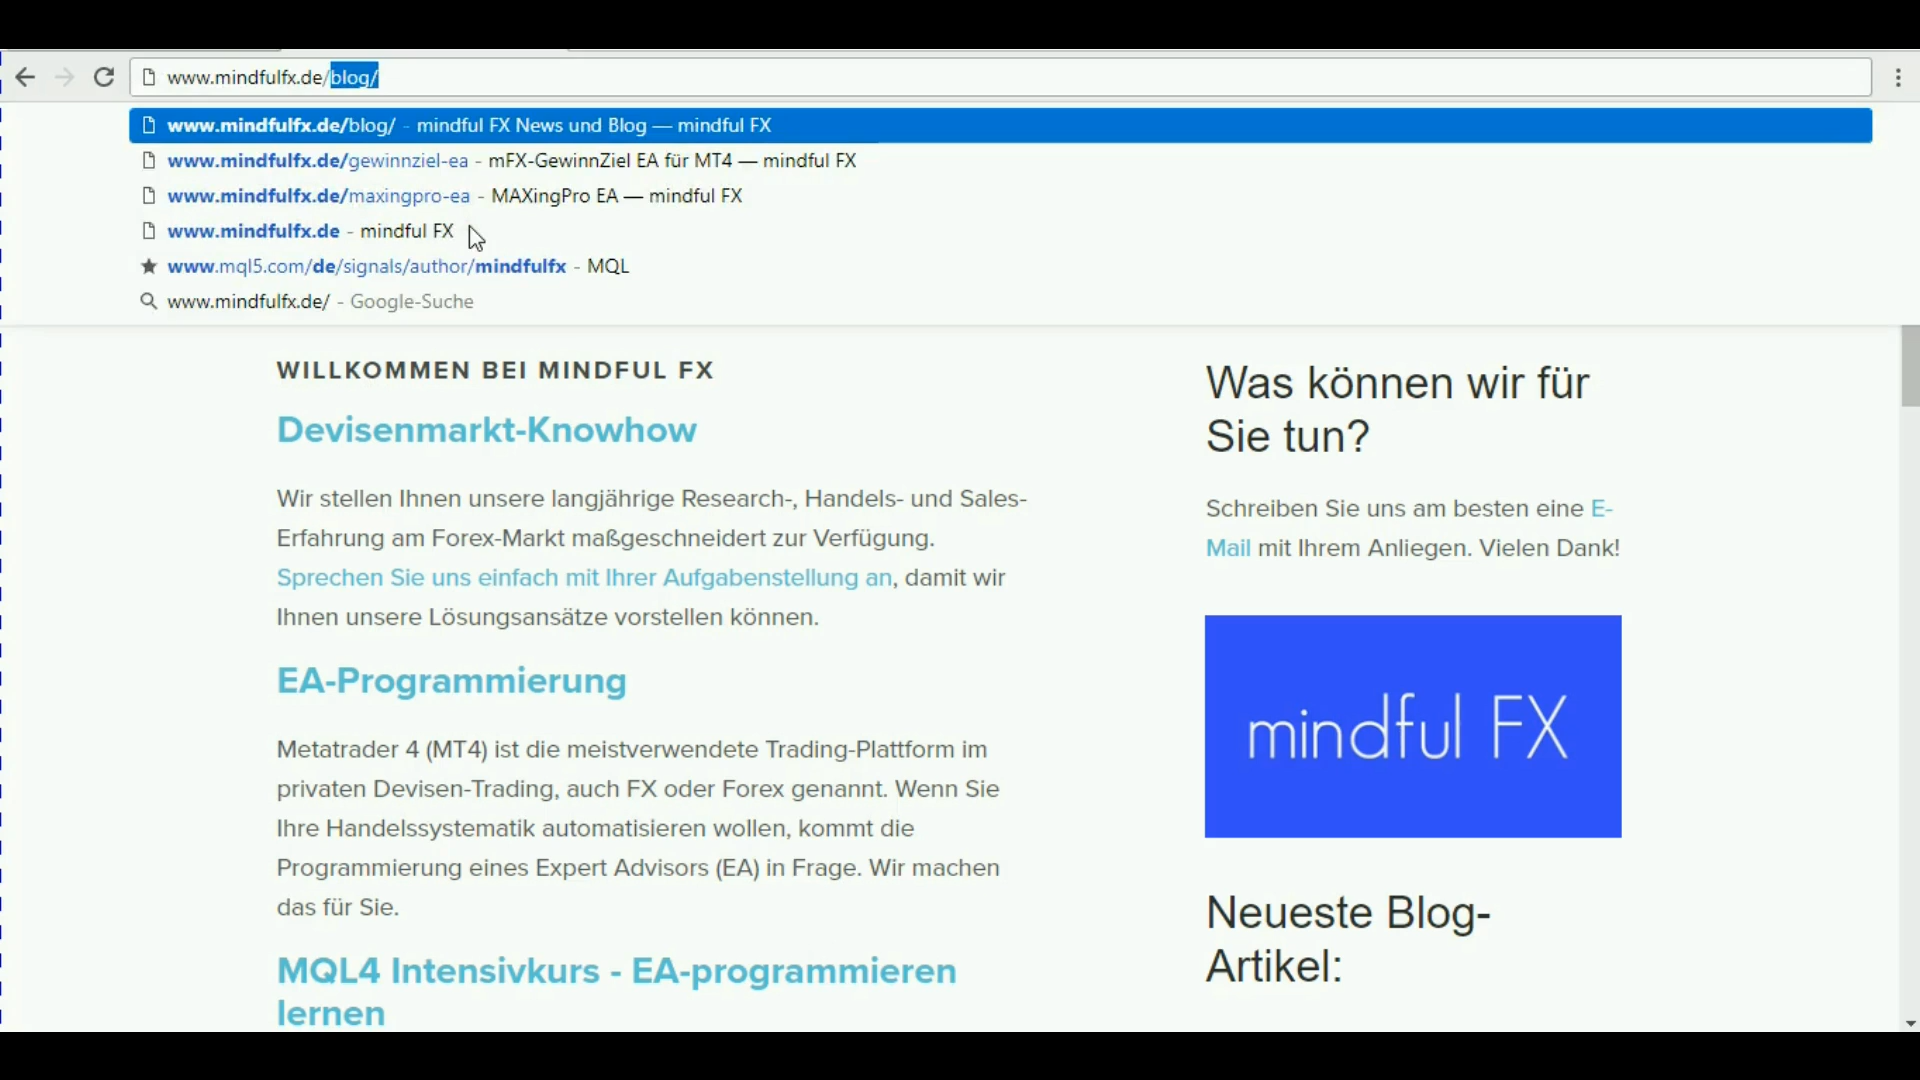 www.mindfulfx.de/blog/
www.mindfulfx.de/blog/ - mindful FX News und Blog — mindful FX
www.mindfulfx.de/gewinnziel-ea - mFX-GewinnZiel EA für MT4 — mindful FX
www.mindfulfx.de/maxingpro-ea - MAXingPro EA — mindful FX
www.mindfulfx.de - mindful FX
www.mql5.com/de/signals/author/mindfulfx - MQL
www.mindfulfx.de/ - Google-Suche
WILLKOMMEN BEI MINDFUL FX
Devisenmarkt-Knowhow
Wir stellen Ihnen unsere langjährige Research-, Handels- und Sales-
Erfahrung am Forex-Markt maßgeschneidert zur Verfügung.
Sprechen Sie uns einfach mit Ihrer Aufgabenstellung an, damit wir
Ihnen unsere Lösungsansätze vorstellen können.
EA-Programmierung
Metatrader 4 (MT4) ist die meistverwendete Trading-Plattform im
privaten Devisen-Trading, auch FX oder Forex genannt. Wenn Sie
Ihre Handelssystematik automatisieren wollen, kommt die
Programmierung eines Expert Advisors (EA) in Frage. Wir machen
das für Sie.
MQL4 Intensivkurs - EA-programmieren
lernen
Was können wir für
Sie tun?
Schreiben Sie uns am besten eine E-
Mail mit Ihrem Anliegen. Vielen Dank!
mindful FX
Neueste Blog-
Artikel: